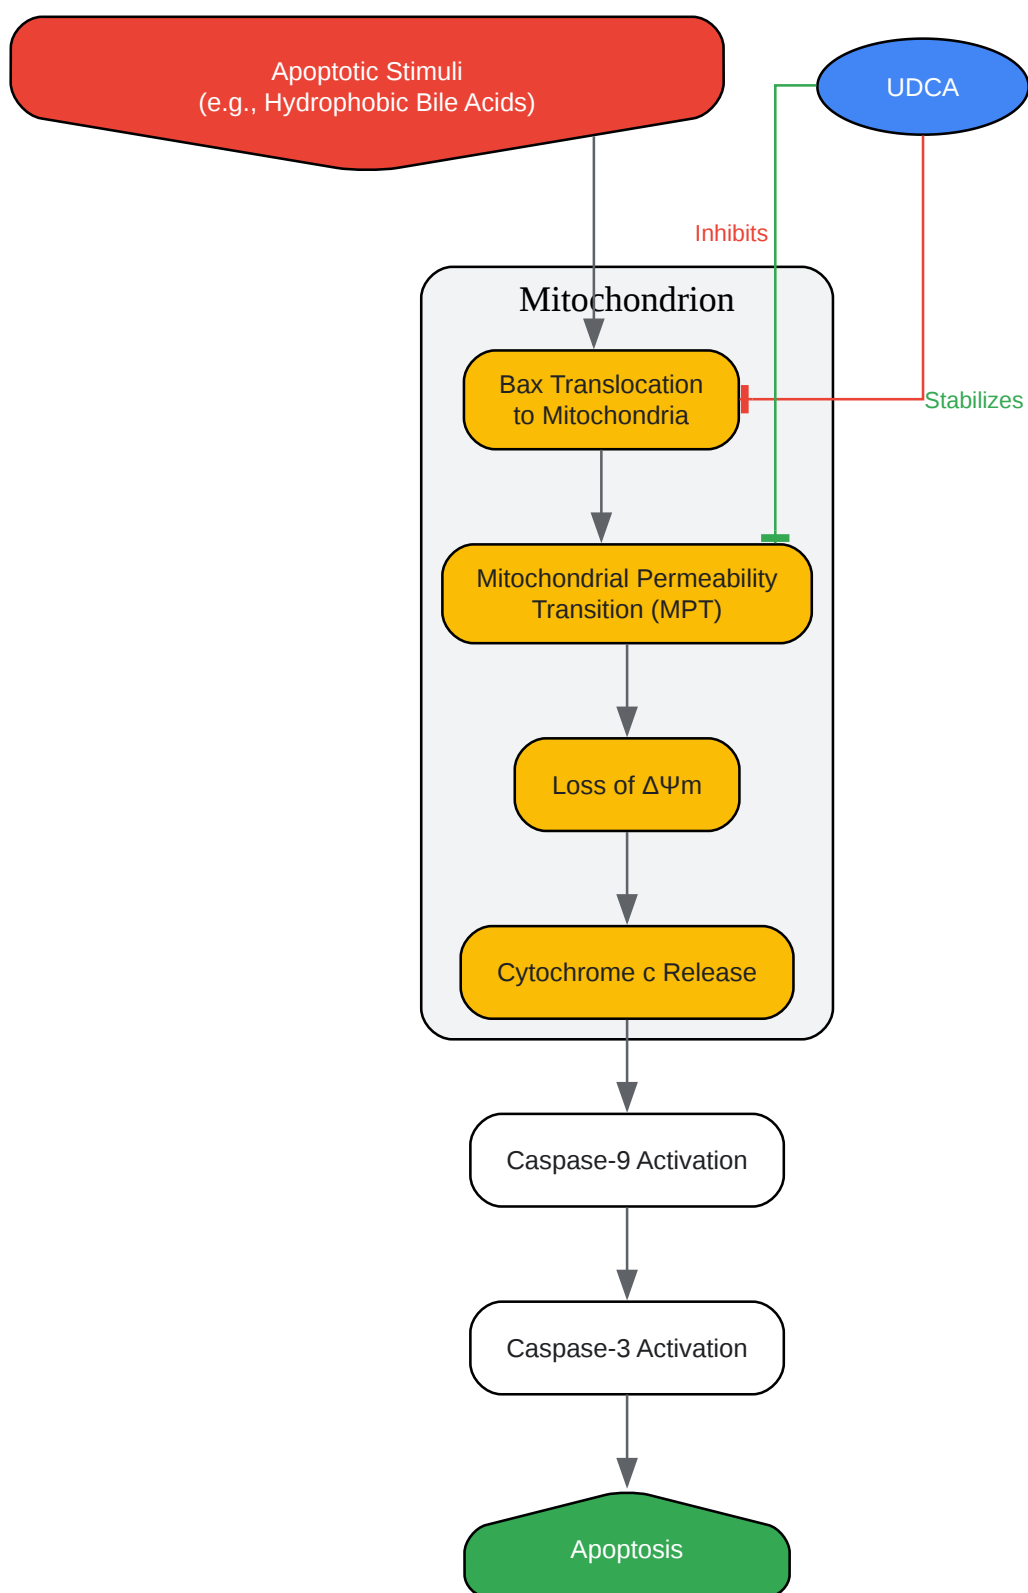 Apoptotic Stimuli
(e.g., Hydrophobic Bile Acids)
UDCA
Inhibits
Mitochondrion
Bax Translocation
to Mitochondria
Stabilizes
Mitochondrial Permeability
Transition (MPT)
Loss of ΔΨm
Cytochrome c Release
Caspase-9 Activation
Caspase-3 Activation
Apoptosis